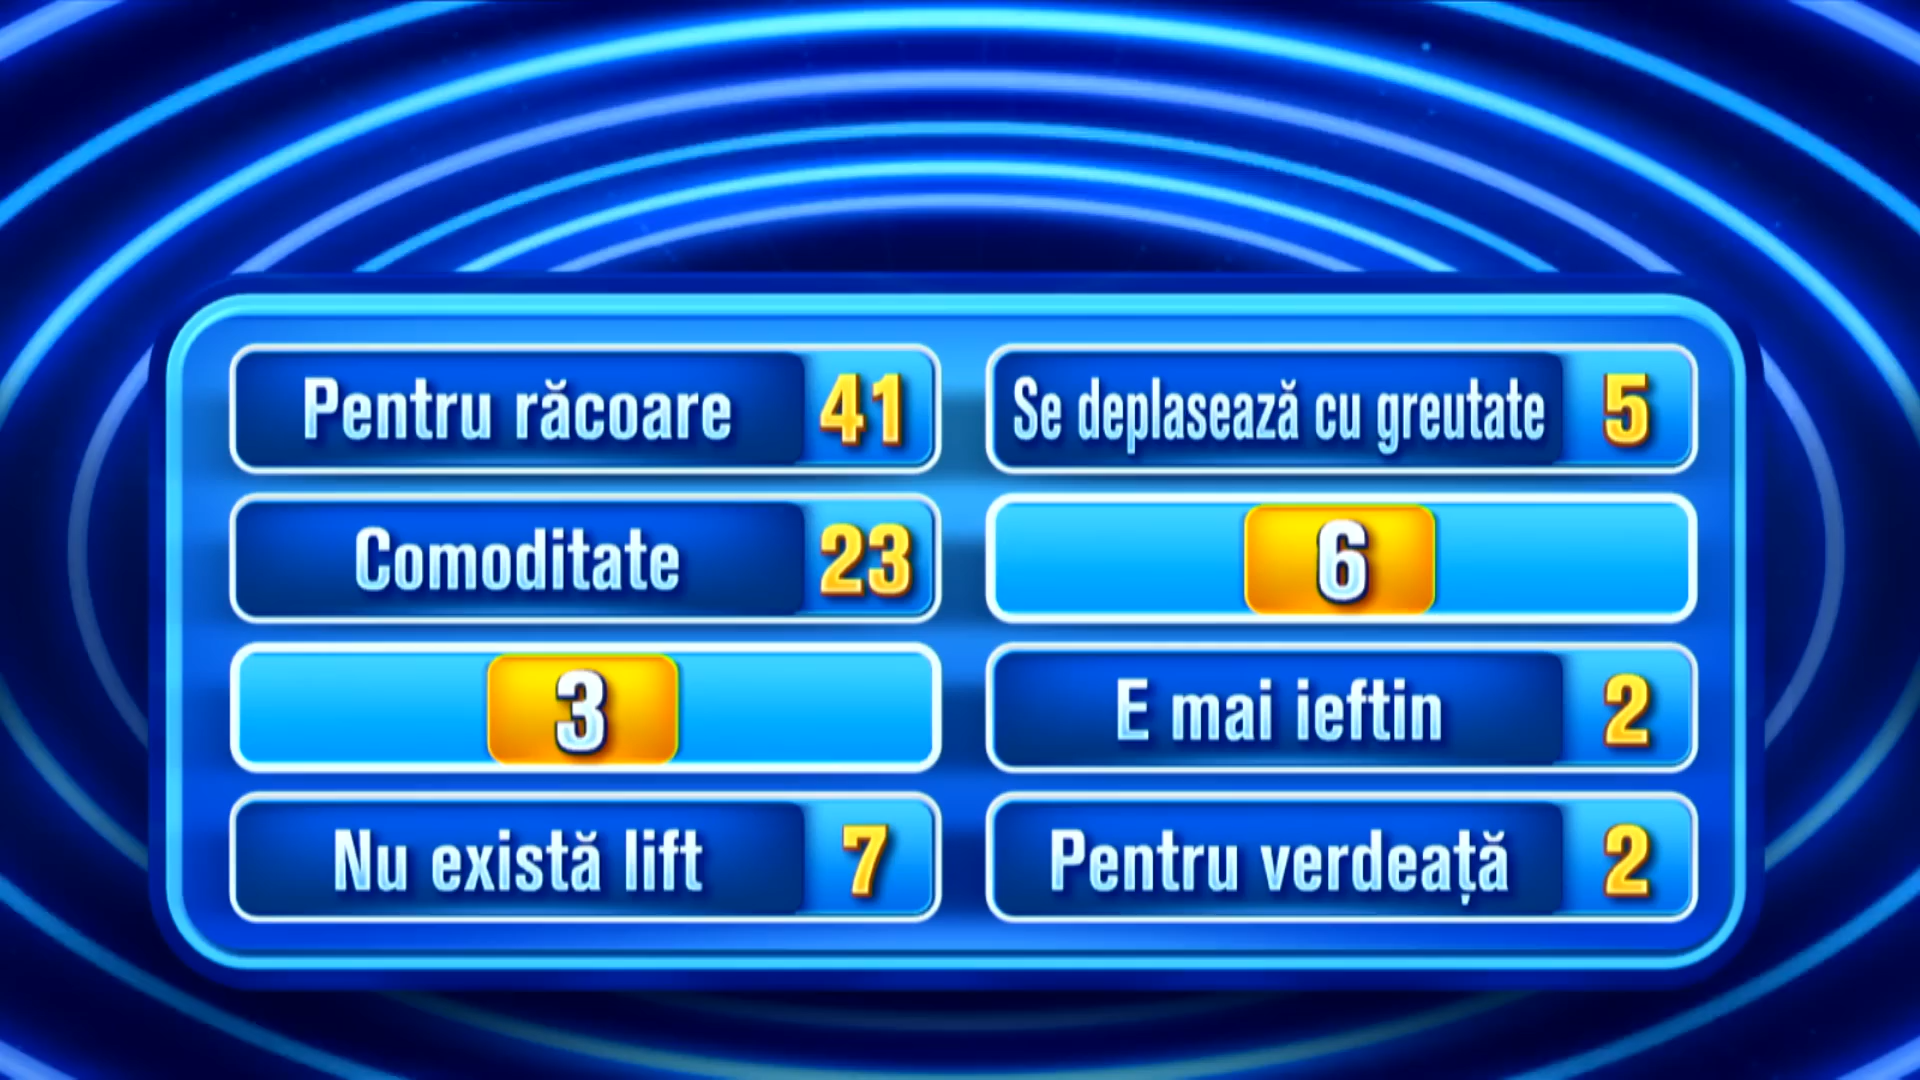 Pentru răcoare 41
Comoditate 23
3
Nu există lift 7
Se deplasează cu greutate 5
6
E mai ieftin 2
Pentru verdeață 2